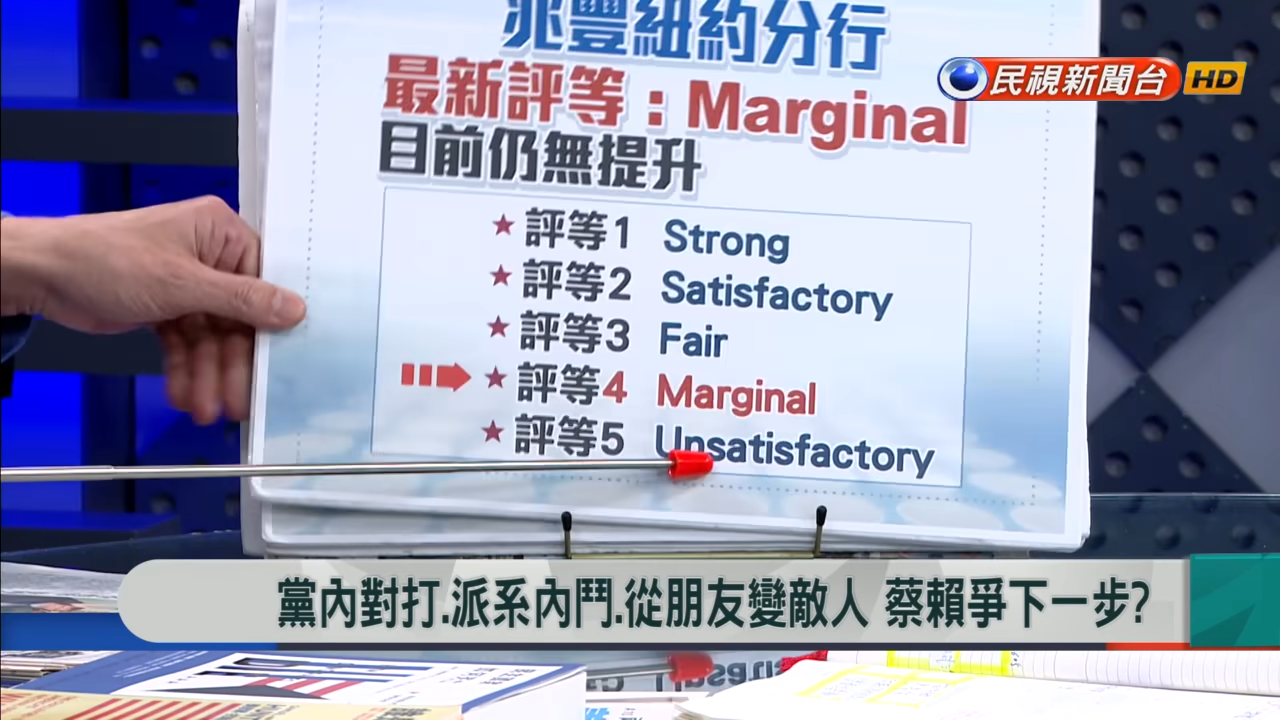 兆豐紐約分行
民視新聞台 HD
最新評等：Marginal
目前仍無提升
★ 評等1 Strong
★ 評等2 Satisfactory
★ 評等3 Fair
★ 評等4 Marginal
★ 評等5 Unsatisfactory
黨內對打.派系內鬥.從朋友變敵人 蔡賴爭下一步?